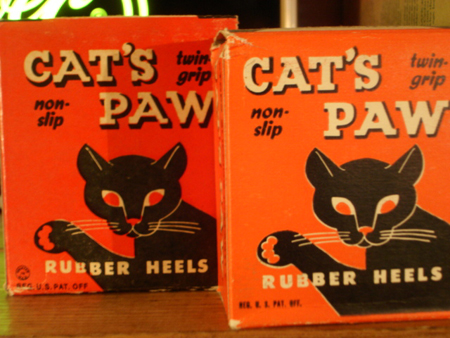 CAT'S
twin-
grip
non-
slip
PAW
RUBBER HEELS
REG. U.S. PAT. OFF.
CAT'S
twin-
grip
non-
slip
PAW
RUBBER HEELS
REG. U. S. PAT. OFF.